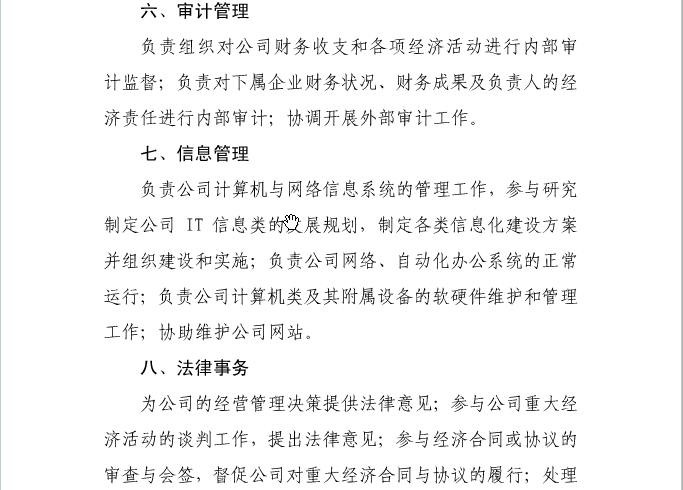 六、审计管理
负责组织对公司财务收支和各项经济活动进行内部审
计监督；负责对下属企业财务状况、财务成果及负责人的经
济责任进行内部审计；协调开展外部审计工作。
七、信息管理
负责公司计算机与网络信息系统的管理工作，参与研究
制定公司 IT 信息类的发展规划，制定各类信息化建设方案
并组织建设和实施；负责公司网络、自动化办公系统的正常
运行；负责公司计算机类及其附属设备的软硬件维护和管理
工作；协助维护公司网站。
八、法律事务
为公司的经营管理决策提供法律意见；参与公司重大经
济活动的谈判工作，提出法律意见；参与经济合同或协议的
审查与会签，督促公司对重大经济合同与协议的履行；处理